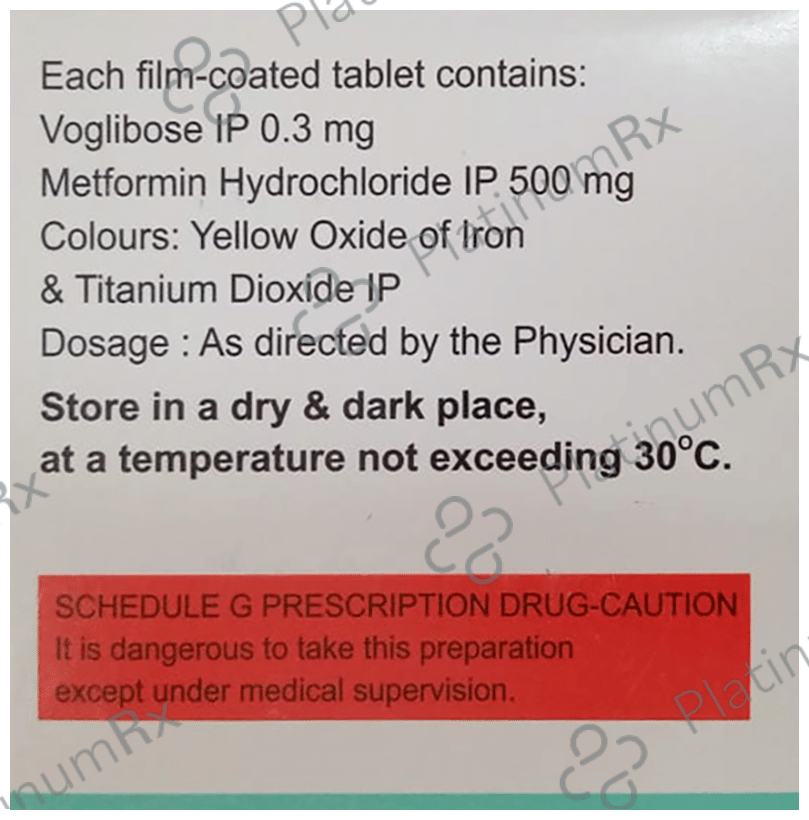 Each film-coated tablet contains:
Voglibose IP 0.3 mg
Metformin Hydrochloride IP 500 mg
Colours: Yellow Oxide of Iron
& Titanium Dioxide IP
Dosage : As directed by the Physician.
Store in a dry & dark place,
at a temperature not exceeding 30°C.
SCHEDULE G PRESCRIPTION DRUG-CAUTION
It is dangerous to take this preparation
except under medical supervision.
PlatinumRx
PlatinumRx